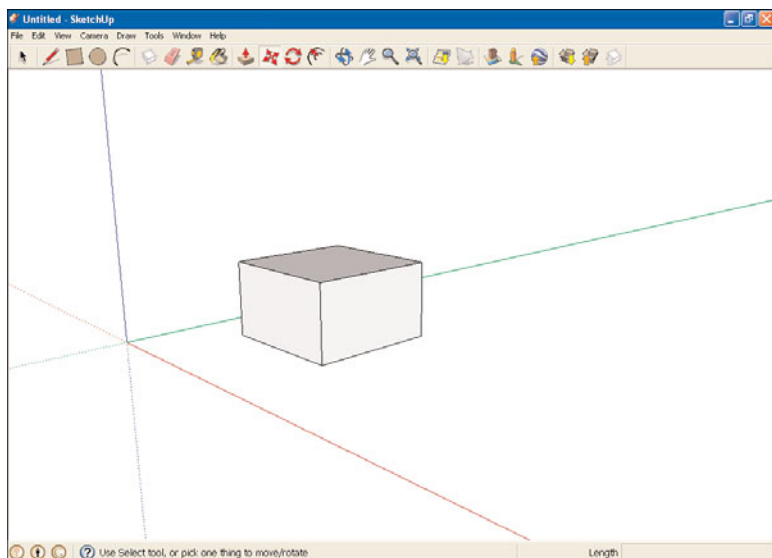 Untitled - SketchUp
File Edit View Camera Draw Tools Window Help
Use Select tool, or pick one thing to move/rotate
Length